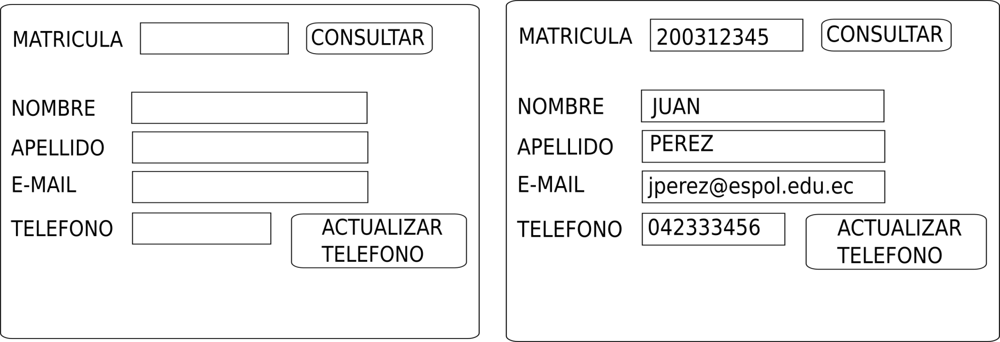 MATRICULA CONSULTAR
NOMBRE
APELLIDO
E-MAIL
TELEFONO ACTUALIZAR
TELEFONO
MATRICULA 200312345 CONSULTAR
NOMBRE JUAN
APELLIDO PEREZ
E-MAIL jperez@espol.edu.ec
TELEFONO 042333456 ACTUALIZAR
TELEFONO